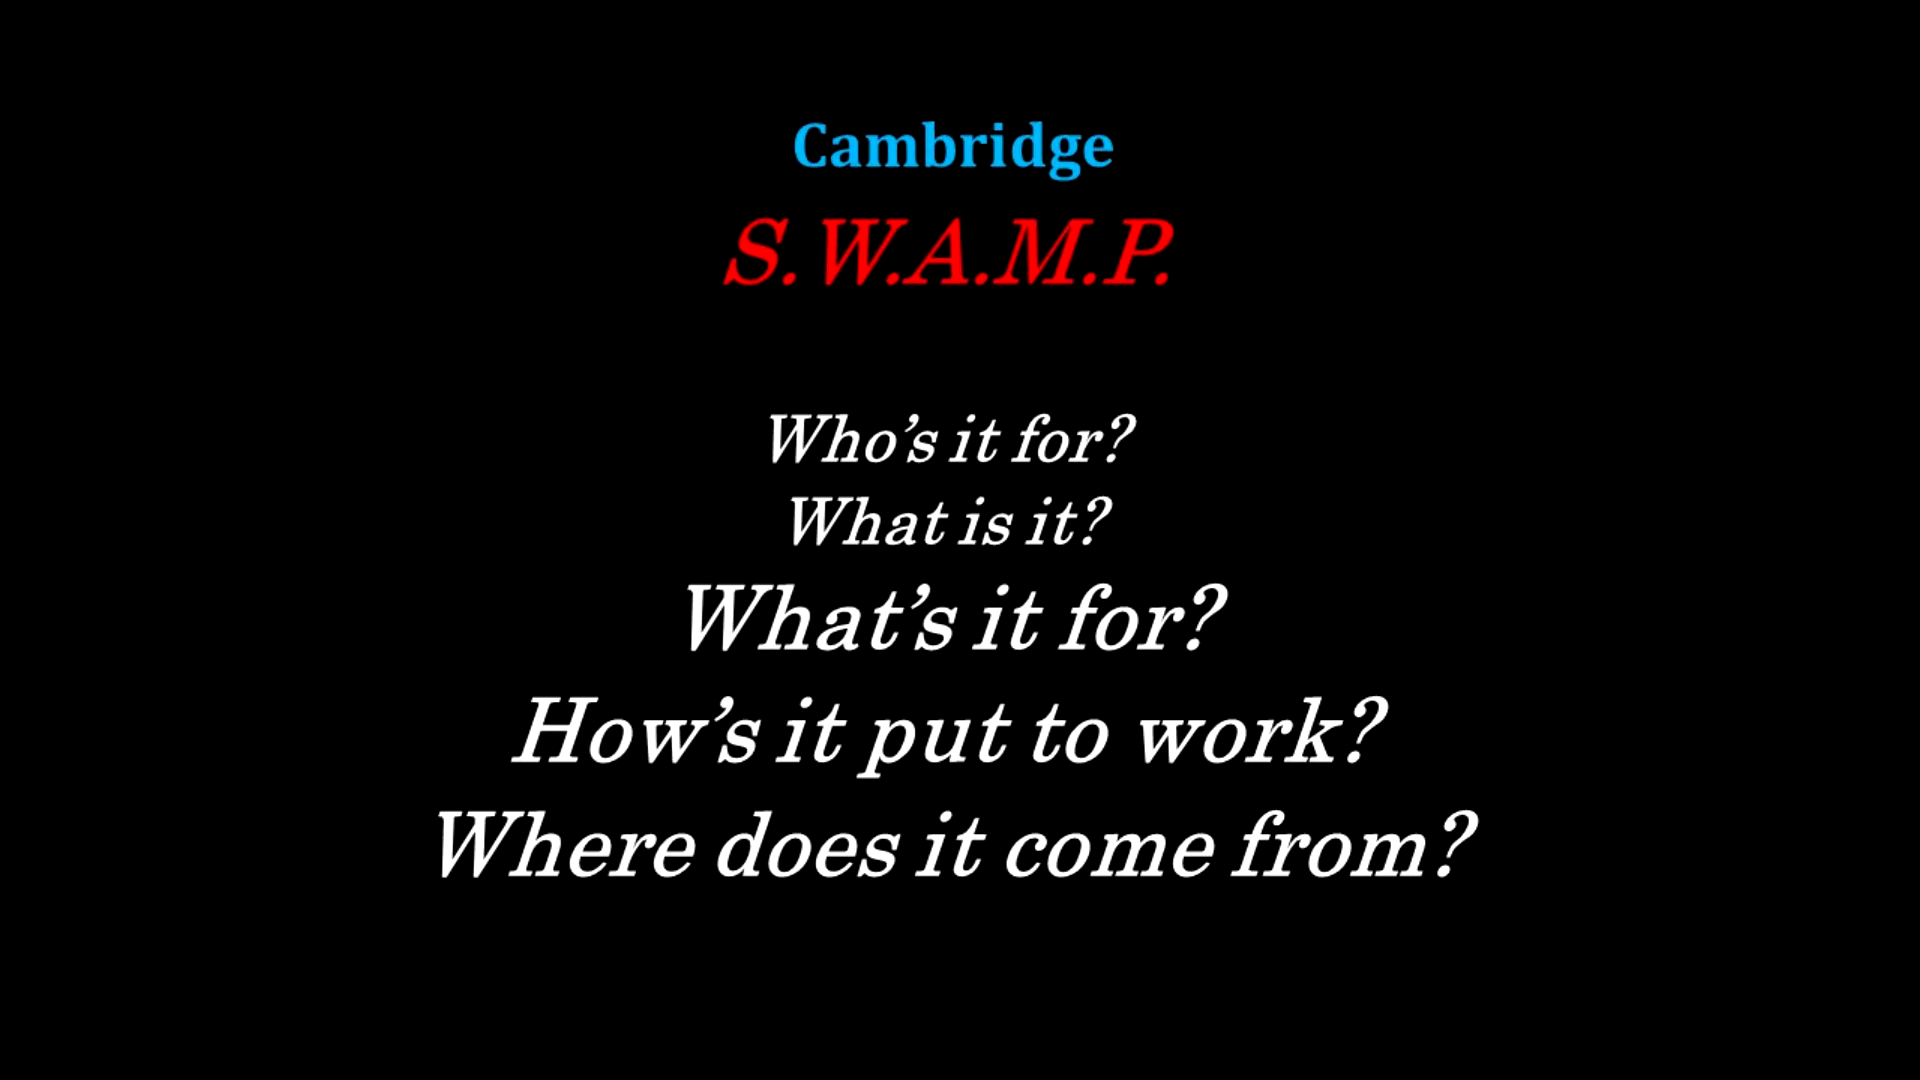 Cambridge
S.W.A.M.P.
Who’s it for?
What is it?
What’s it for?
How’s it put to work?
Where does it come from?